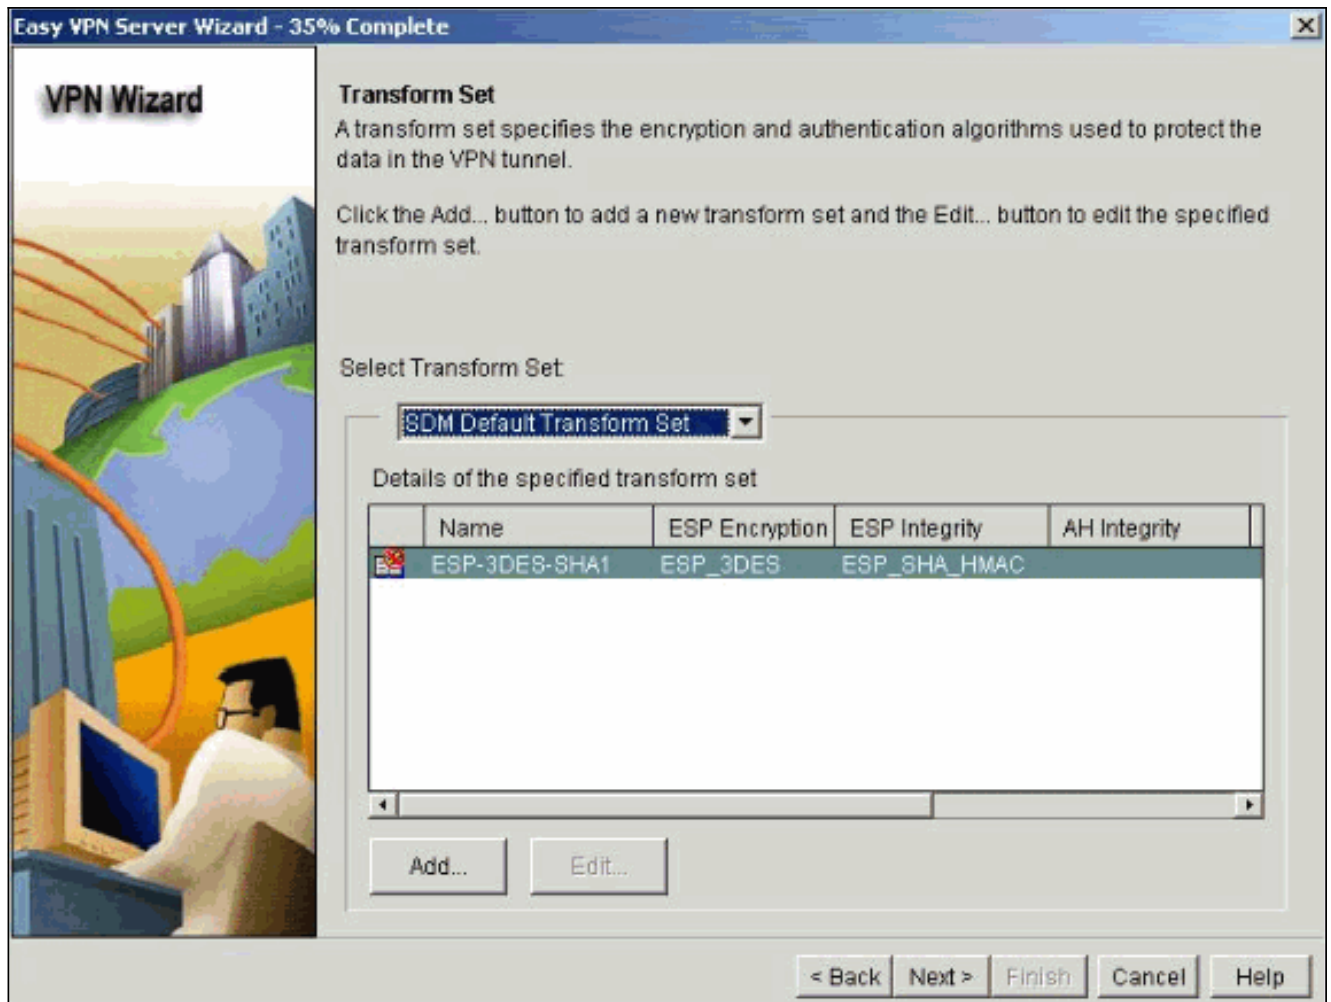 Easy VPN Server Wizard - 35% Complete
VPN Wizard
Transform Set
A transform set specifies the encryption and authentication algorithms used to protect the
data in the VPN tunnel.
Click the Add... button to add a new transform set and the Edit... button to edit the specified
transform set.
Select Transform Set:
SDM Default Transform Set
Details of the specified transform set
Name ESP Encryption ESP Integrity AH Integrity
ESP-3DES-SHA1 ESP_3DES ESP_SHA_HMAC
Add... Edit...
< Back Next > Finish Cancel Help